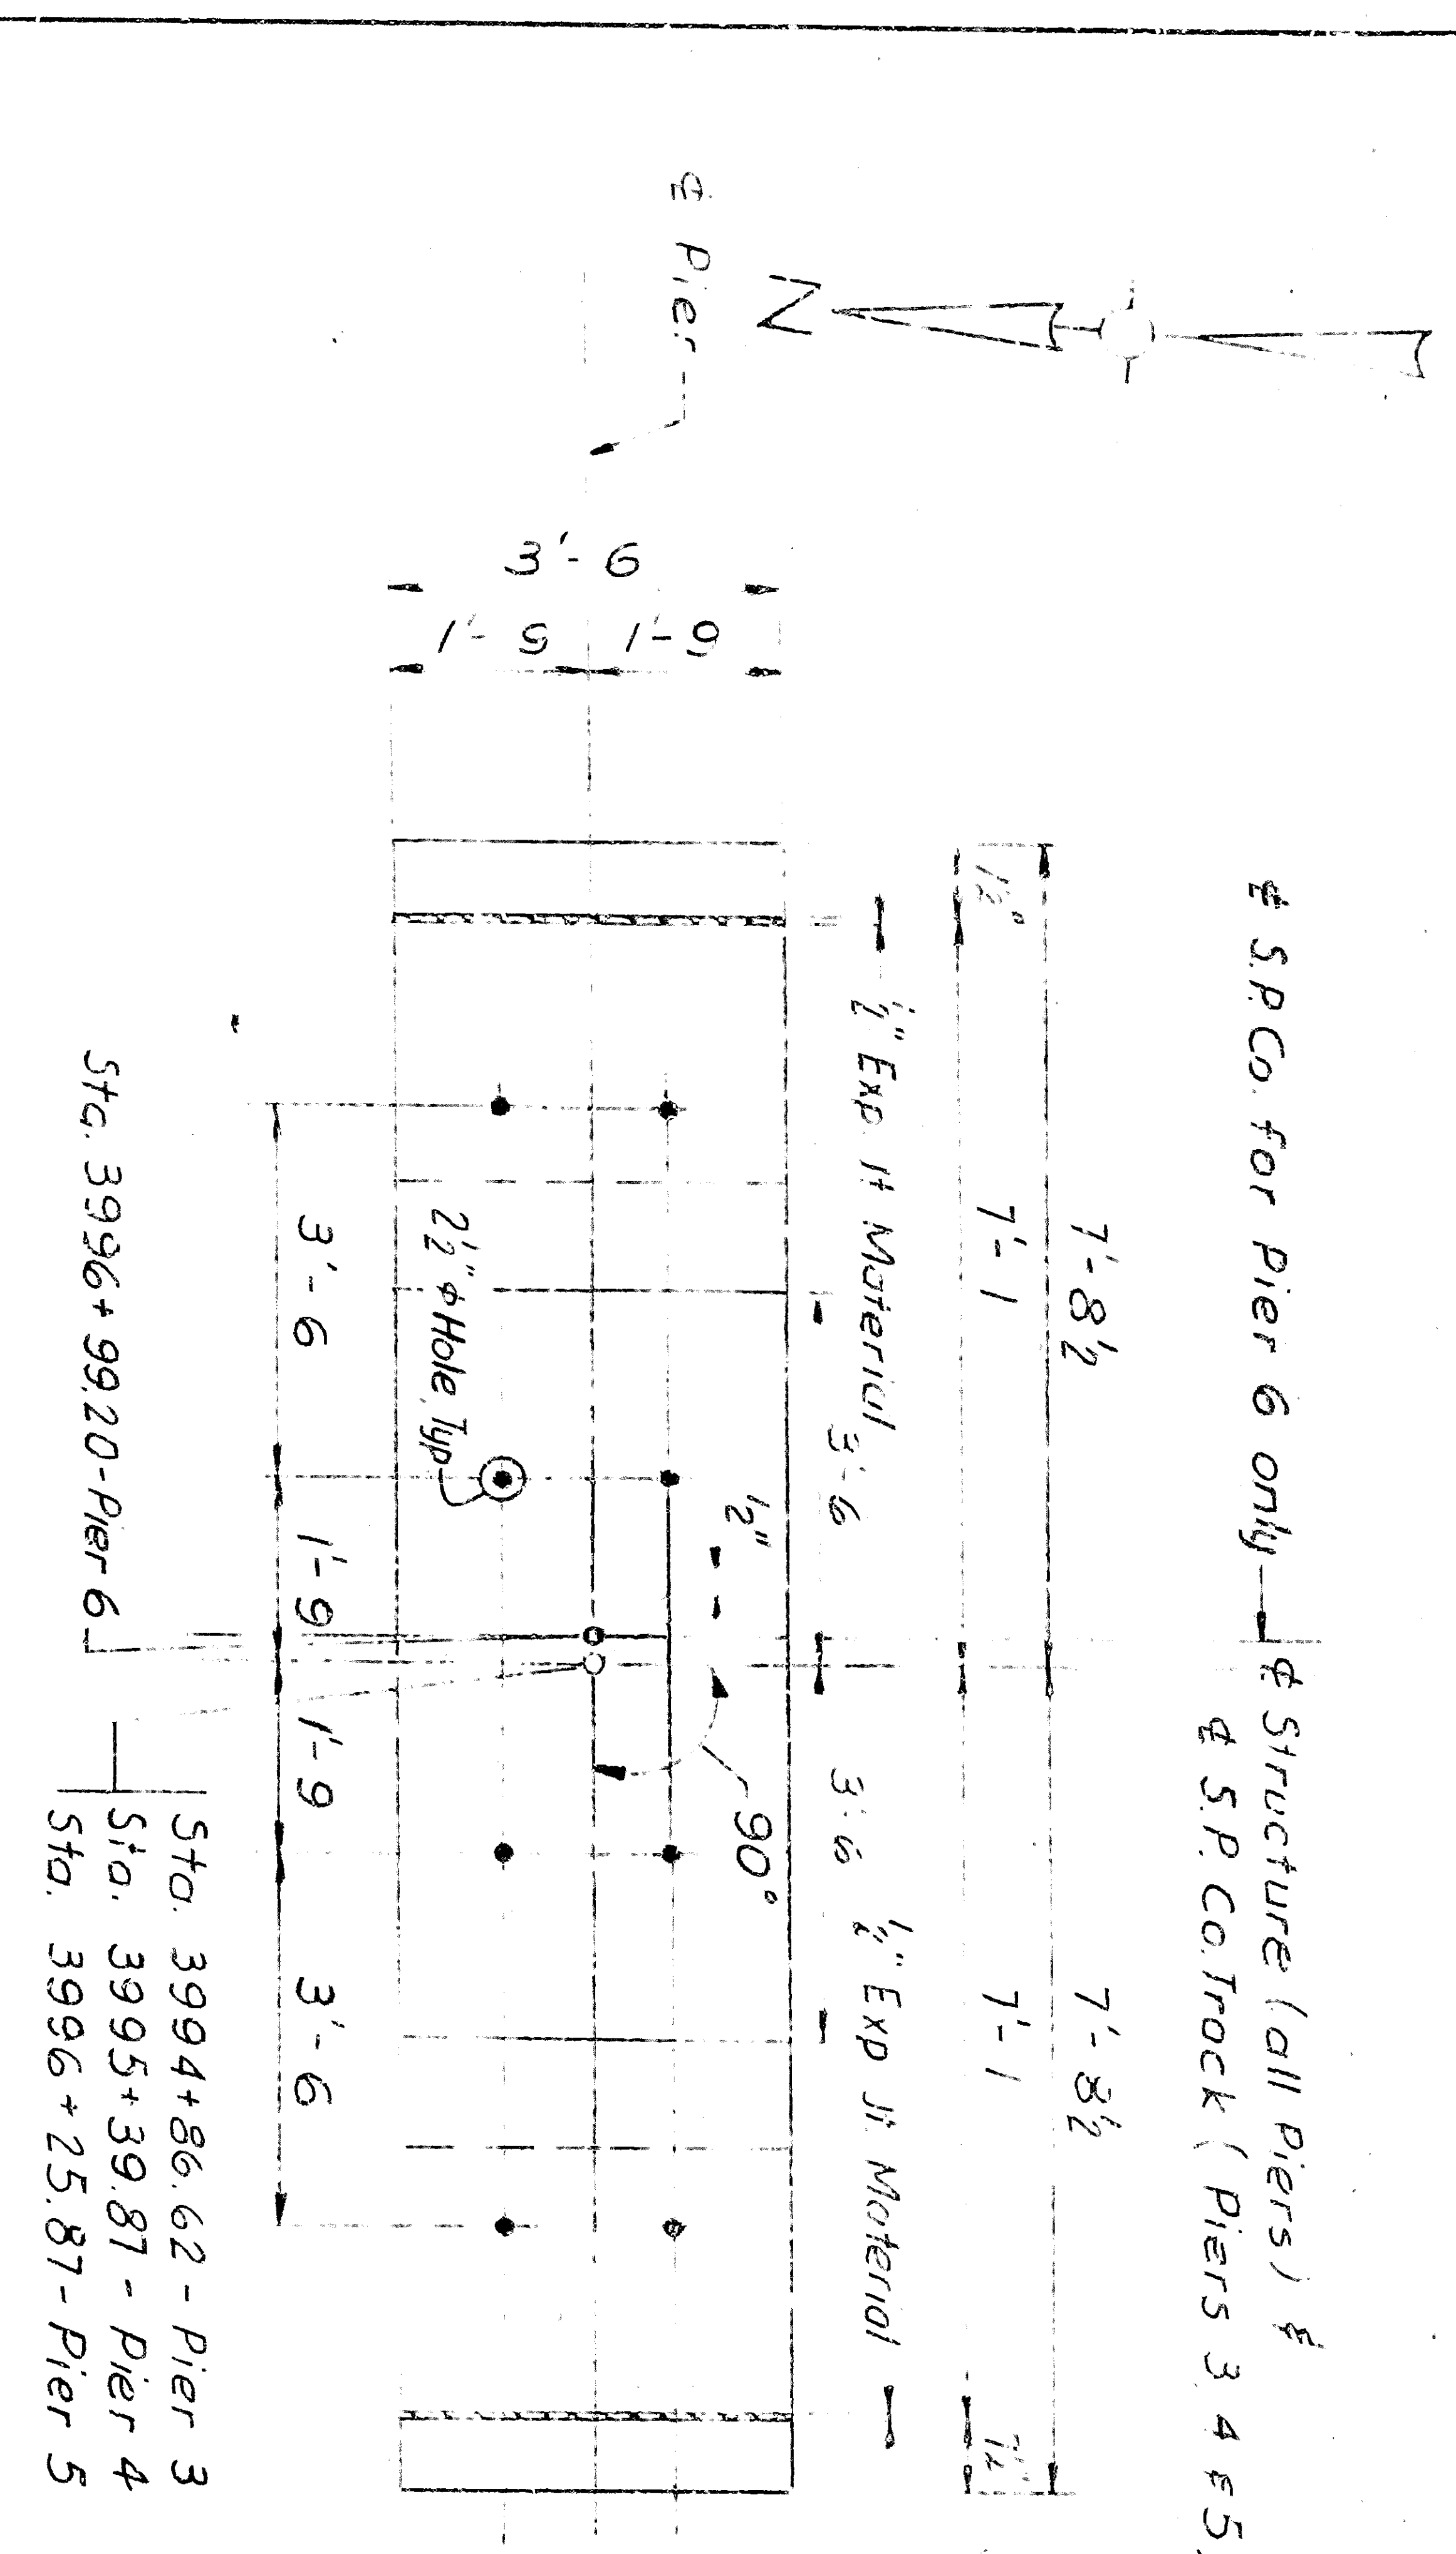 ℄ S.P. Co. for Pier 6 only
℄ Structure (all Piers) &
℄ S.P. Co. Track (Piers 3, 4 & 5,
7'-8½
7'-8½
7½"
7'-1
7'-1
7½"
½" Exp. Jt Material
½" Exp Jt. Material
3'-6
3'-6
½"
90°
N
℄ Pier
3'-6
1'-9
1'-9
2½" ϕ Hole, Typ.
3'-6
1'-9
1'-9
3'-6
Sta. 3996+99.20-Pier 6
Sta. 3994+86.62-Pier 3
Sta. 3995+39.87-Pier 4
Sta. 3996+25.87-Pier 5